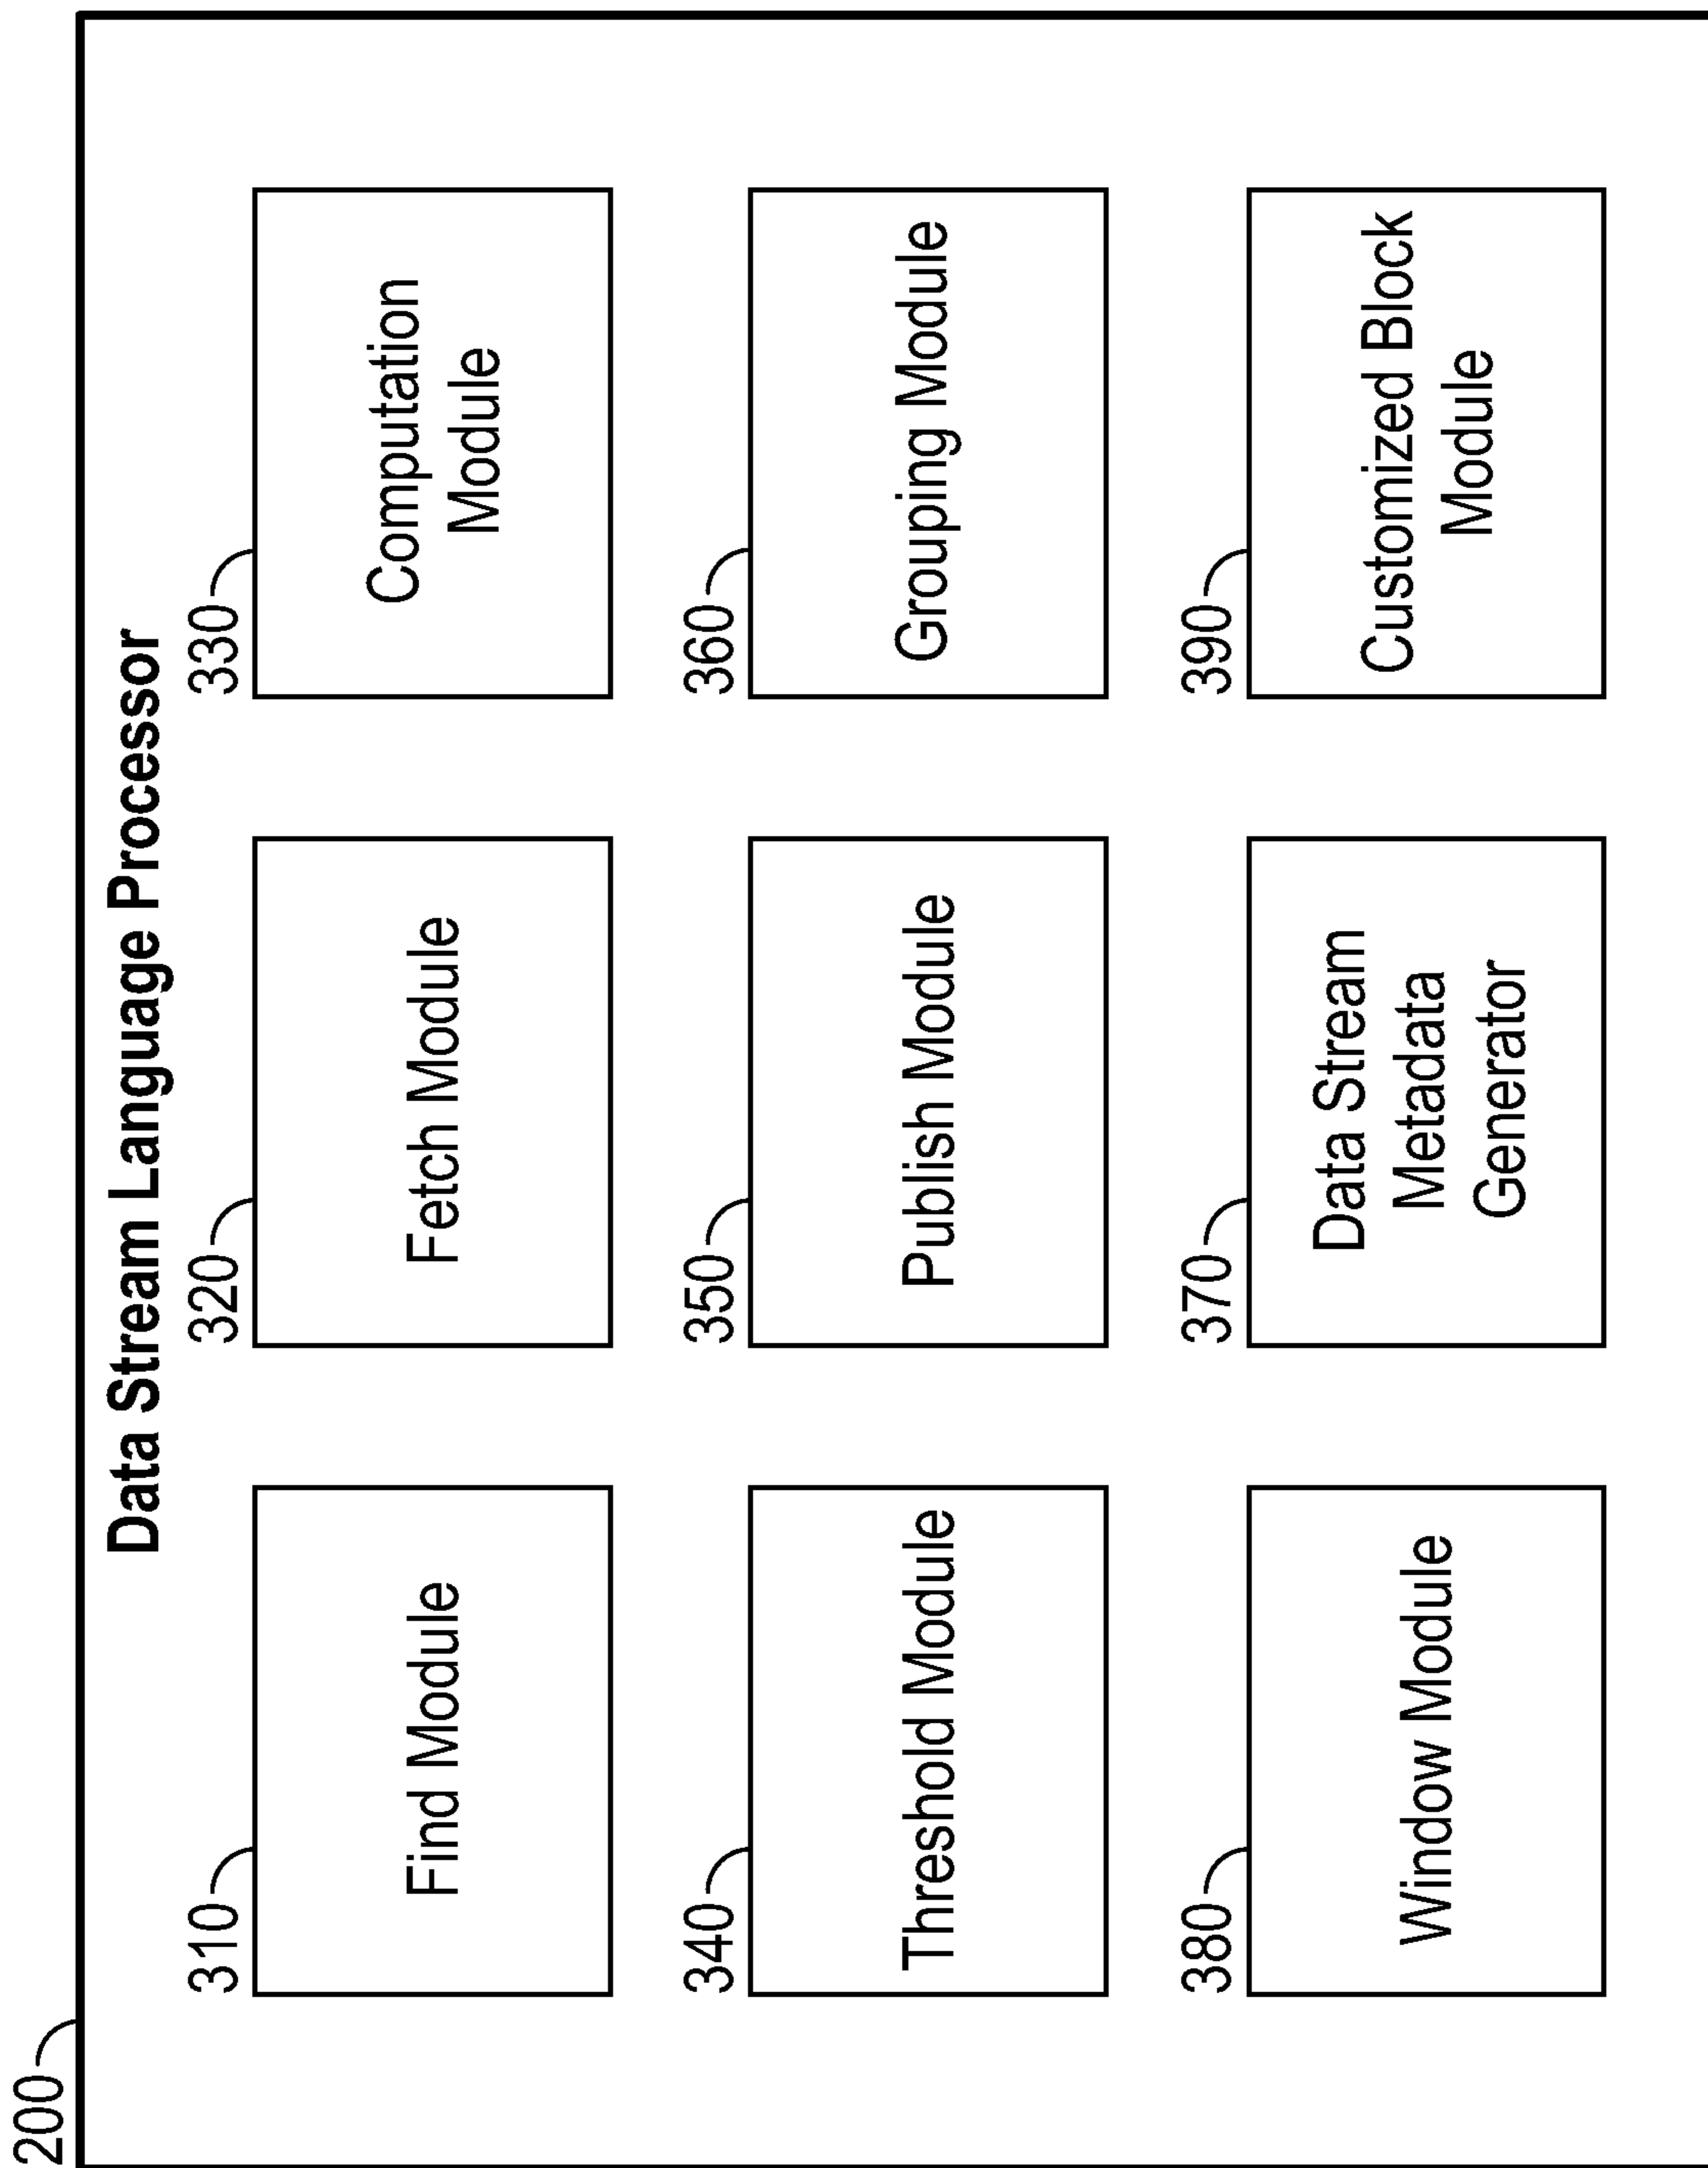 200
Data Stream Language Processor
310
320
330
Find Module
Fetch Module
Computation
Module
340
350
360
Threshold Module
Publish Module
Grouping Module
380
370
390
Window Module
Data Stream
Metadata
Generator
Customized Block
Module